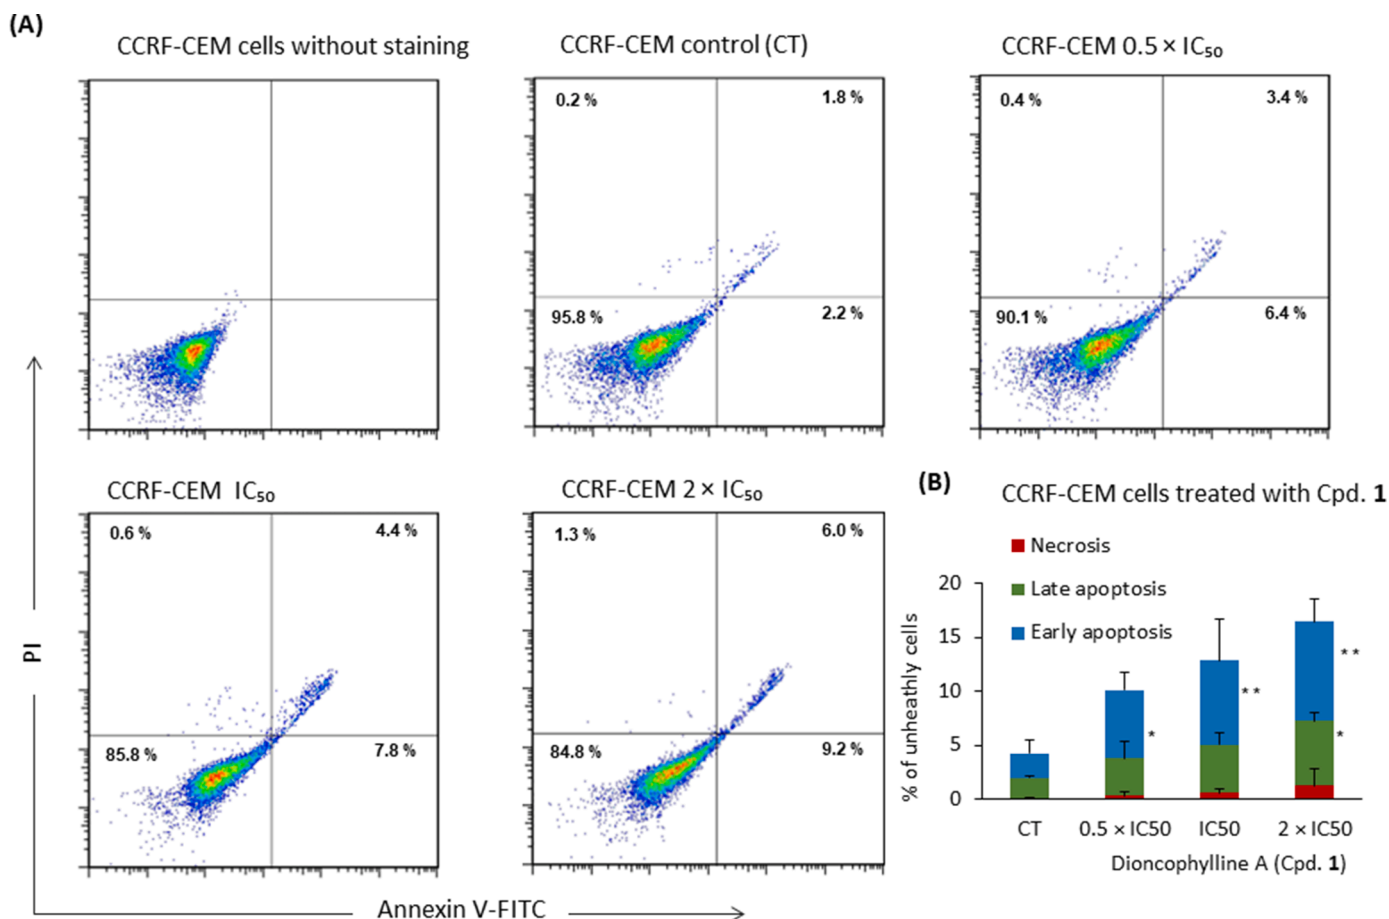 (A)
CCRF-CEM cells without staining
CCRF-CEM control (CT)
CCRF-CEM 0.5 × IC₅₀
0.2 %
1.8 %
0.4 %
3.4 %
95.8 %
2.2 %
90.1 %
6.4 %
CCRF-CEM IC₅₀
CCRF-CEM 2 × IC₅₀
0.6 %
4.4 %
1.3 %
6.0 %
85.8 %
7.8 %
84.8 %
9.2 %
PI
Annexin V-FITC
(B)
CCRF-CEM cells treated with Cpd. 1
Necrosis
Late apoptosis
Early apoptosis
% of unheathly cells
20
15
10
5
0
*
**
**
*
CT
0.5 × IC50
IC50
2 × IC50
Dioncophylline A (Cpd. 1)